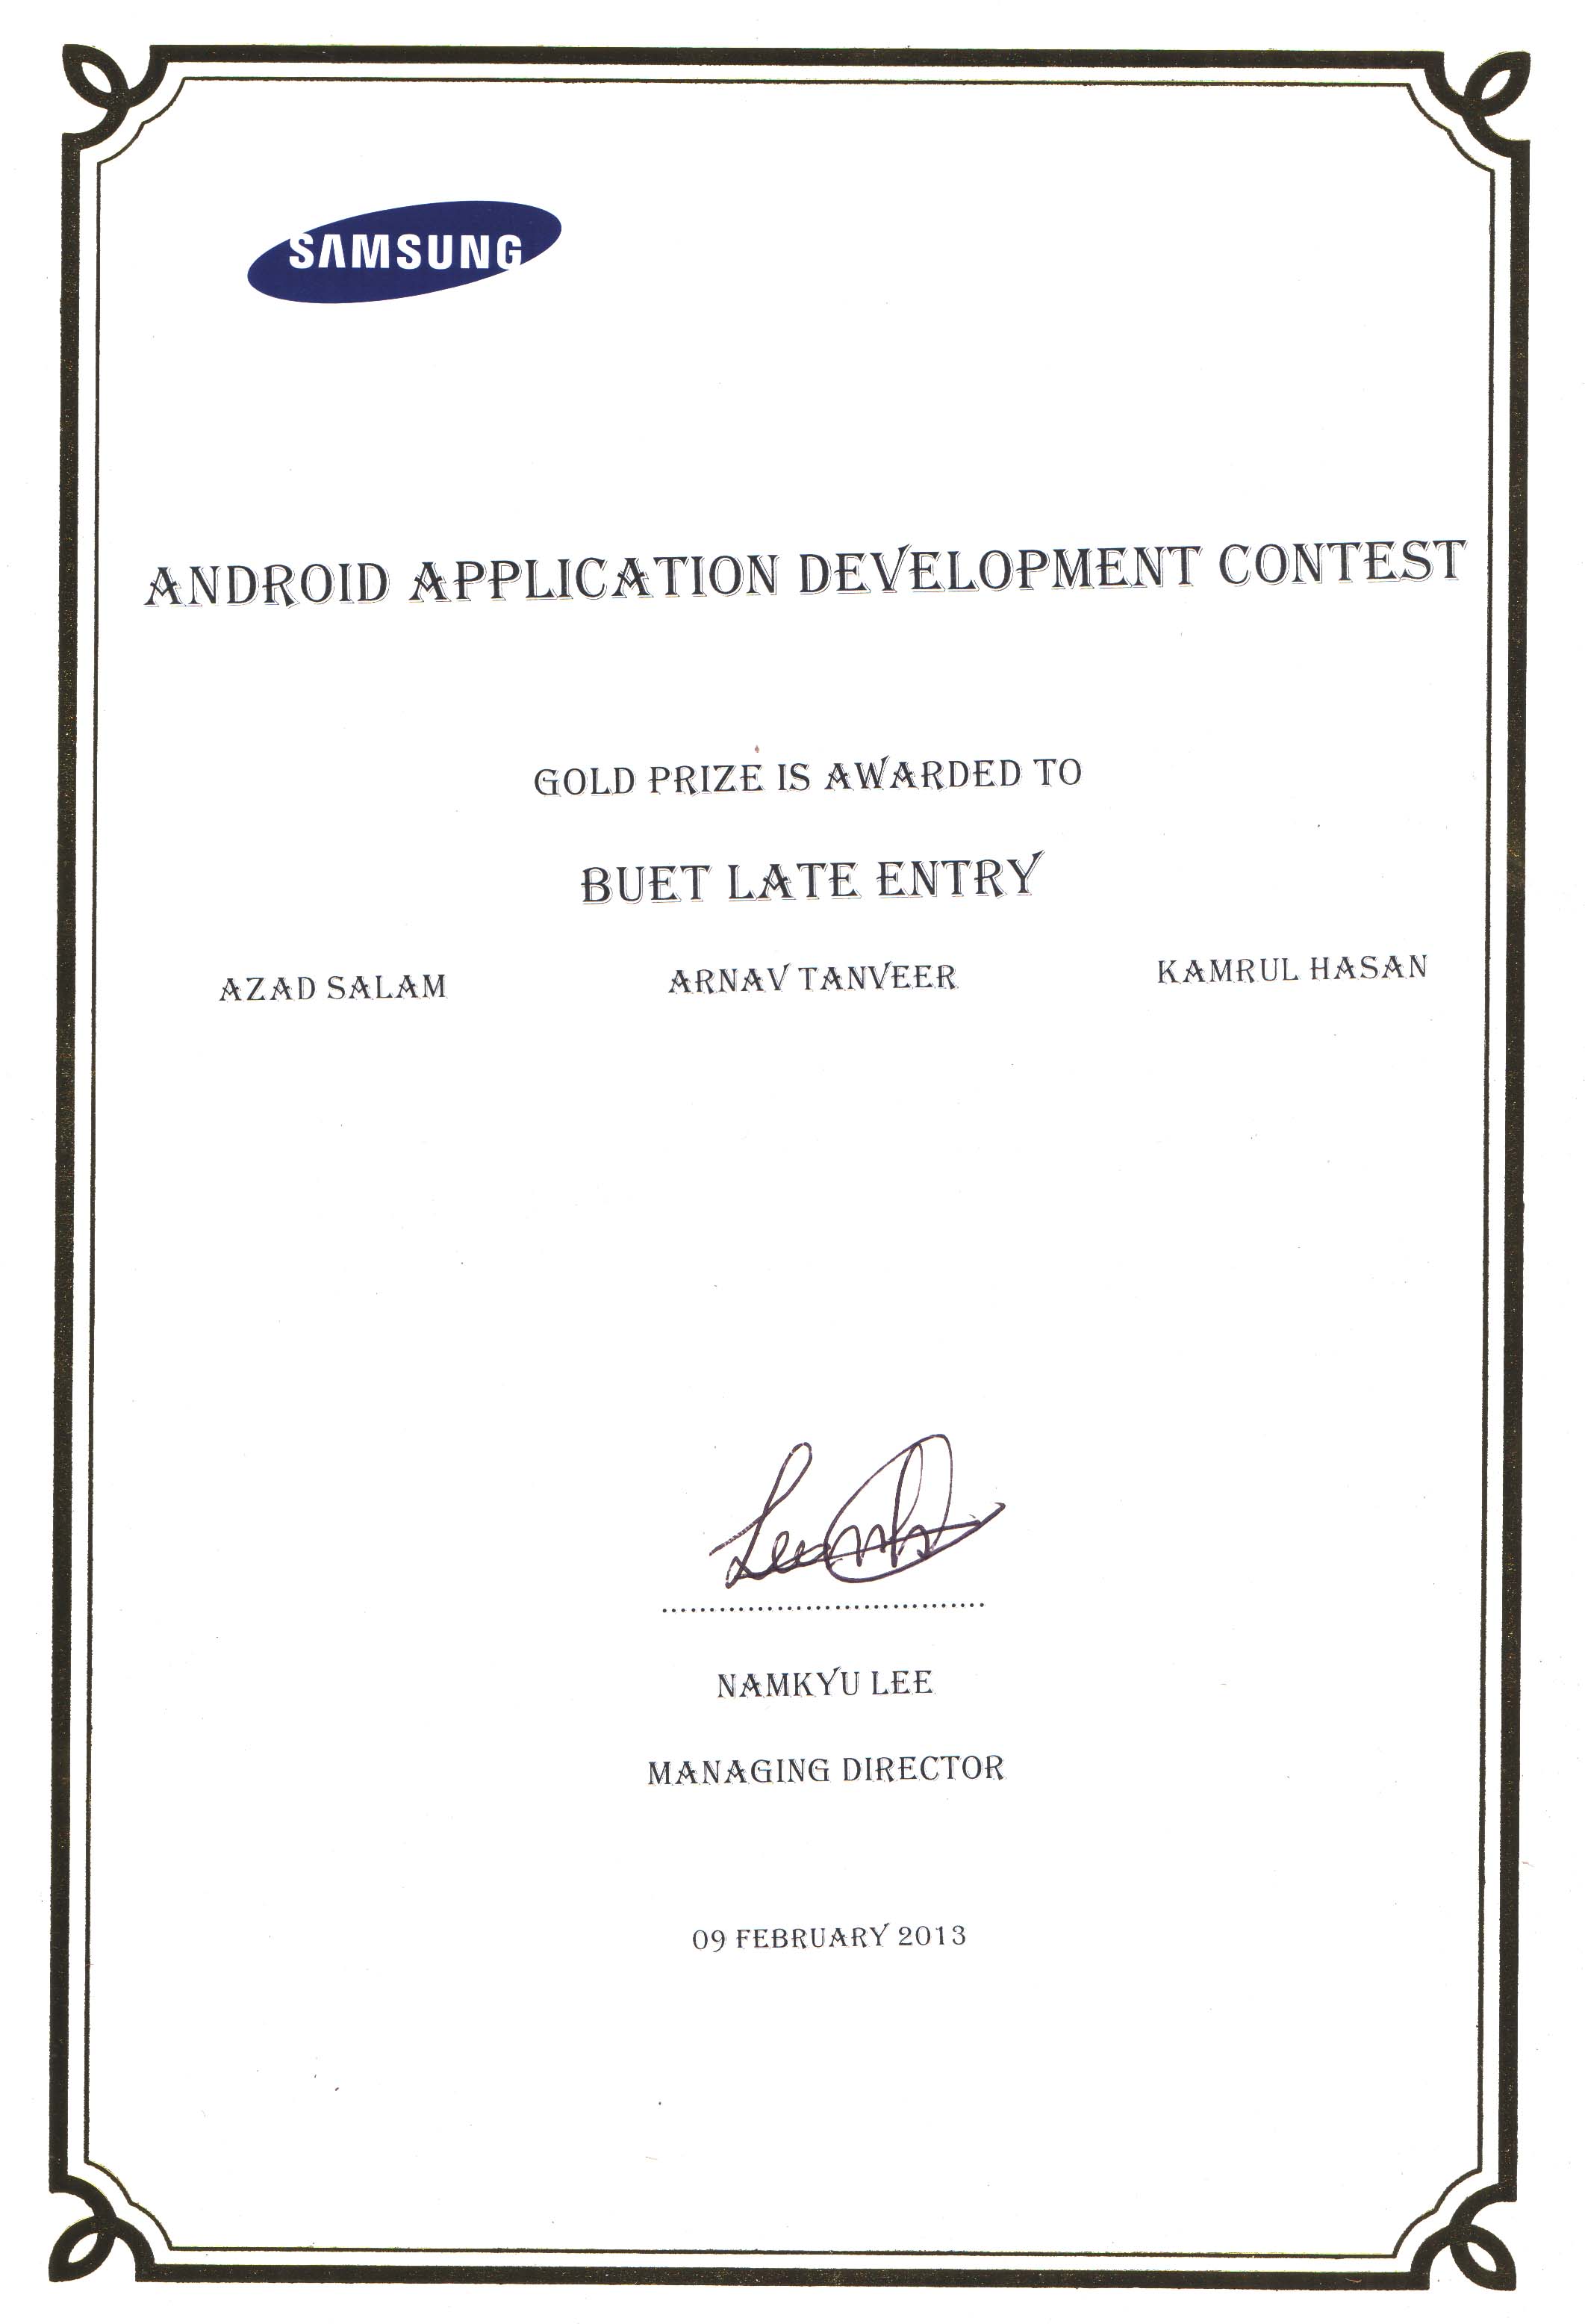 SAMSUNG
ANDROID APPLICATION DEVELOPMENT CONTEST
GOLD PRIZE IS AWARDED TO
BUET LATE ENTRY
AZAD SALAM ARNAV TANVEER KAMRUL HASAN
NAMKYU LEE
MANAGING DIRECTOR
09 FEBRUARY 2013